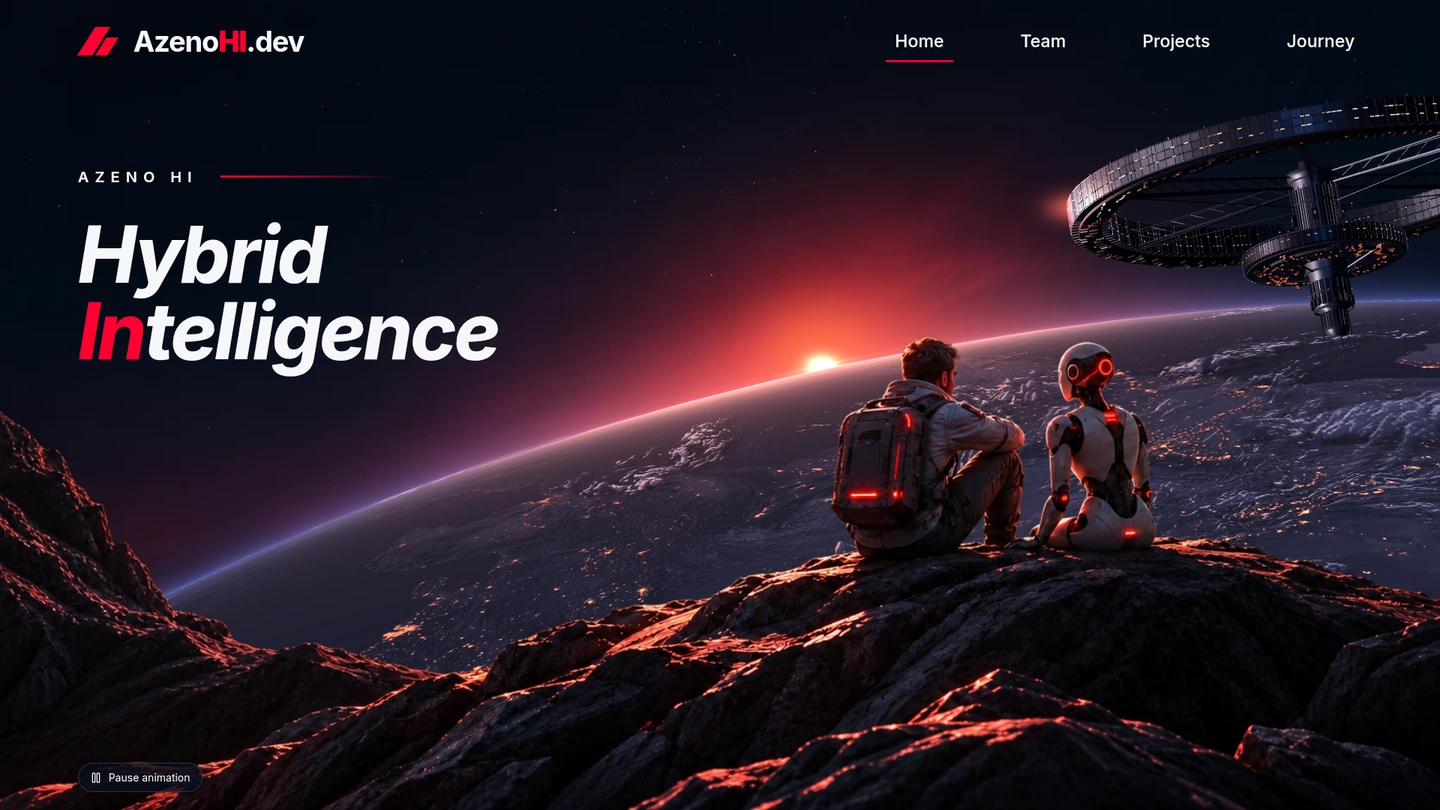 AzenoHI.dev
Home
Team
Projects
Journey
AZENO HI
Hybrid
Intelligence
Pause animation